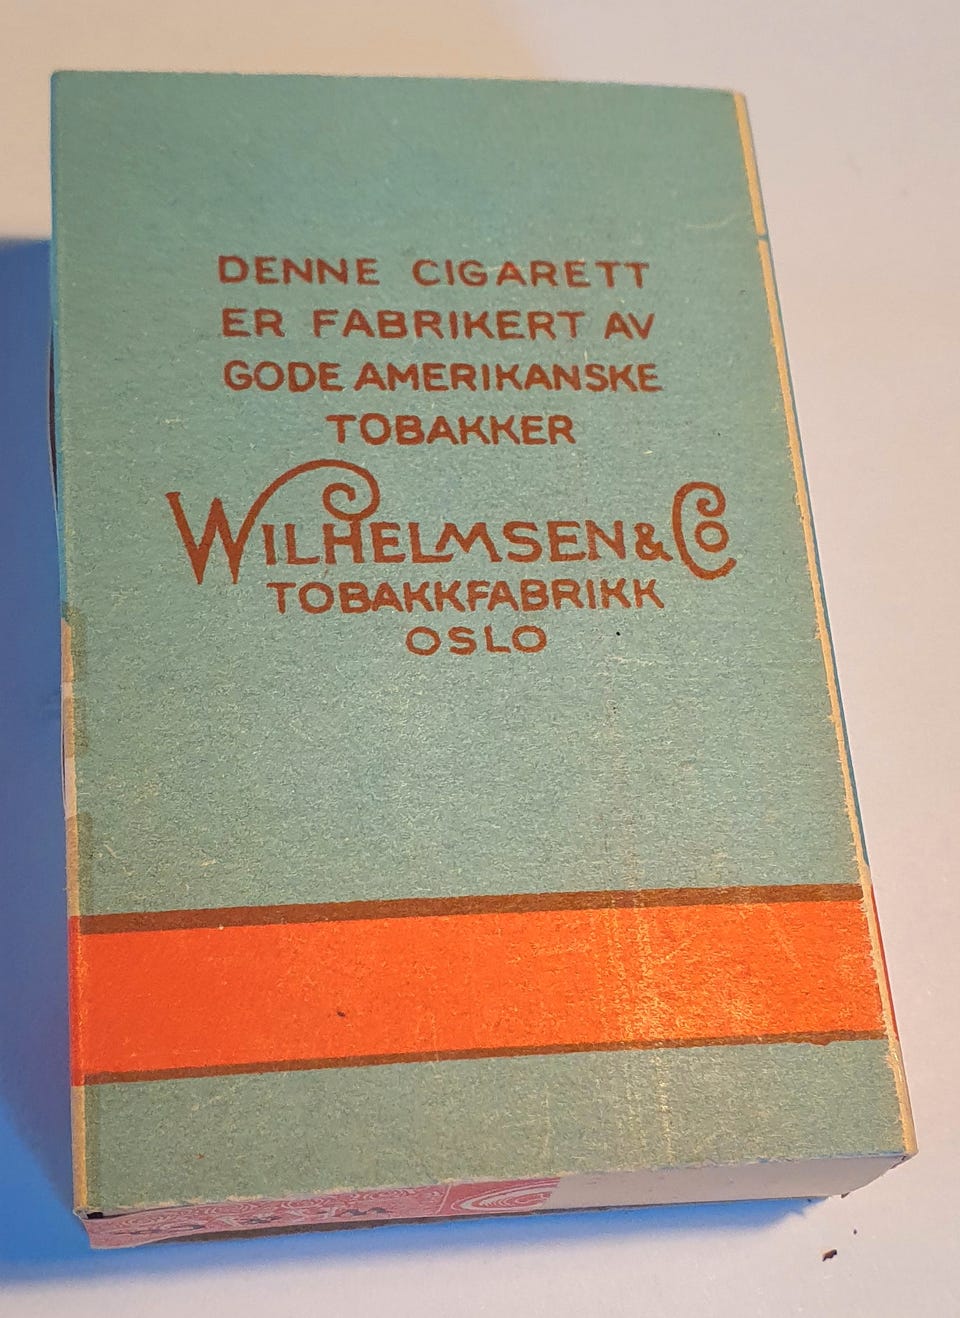 DENNE CIGARETT
ER FABRIKERT AV
GODE AMERIKANSKE
TOBAKKER
WILHELMSEN & Co
TOBAKKFABRIKK
OSLO